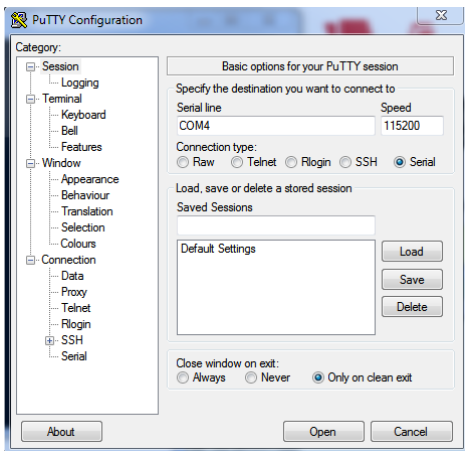 PuTTY Configuration
Category:
Session
Logging
Terminal
Keyboard
Bell
Features
Window
Appearance
Behaviour
Translation
Selection
Colours
Connection
Data
Proxy
Telnet
Rlogin
SSH
Serial
Basic options for your PuTTY session
Specify the destination you want to connect to
Serial line Speed
COM4 115200
Connection type:
Raw Telnet Rlogin SSH Serial
Load, save or delete a stored session
Saved Sessions
Default Settings
Load
Save
Delete
Close window on exit:
Always Never Only on clean exit
About Open Cancel